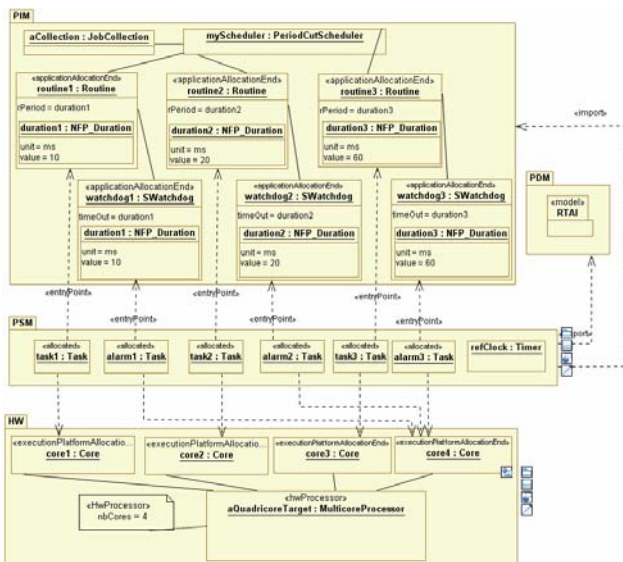 PIM
aCollection : JobCollection
myScheduler : PeriodCutScheduler
«applicationAllocationEnd»
routine1 : Routine
rPeriod = duration1
duration1 : NFP_Duration
unit = ms
value = 10
«applicationAllocationEnd»
routine2 : Routine
rPeriod = duration2
duration2 : NFP_Duration
unit = ms
value = 20
«applicationAllocationEnd»
routine3 : Routine
rPeriod = duration3
duration3 : NFP_Duration
unit = ms
value = 60
«import»
«applicationAllocationEnd»
watchdog1 : SWatchdog
timeOut = duration1
duration1 : NFP_Duration
unit = ms
value = 10
«applicationAllocationEnd»
watchdog2 : SWatchdog
timeOut = duration2
duration2 : NFP_Duration
unit = ms
value = 20
«applicationAllocationEnd»
watchdog3 : SWatchdog
timeOut = duration3
duration3 : NFP_Duration
unit = ms
value = 60
PDM
«model»
RTAI
«entryPoint»
«entryPoint»
«entryPoint»
«entryPoint»
«entryPoint»
«entryPoint»
PSM
«allocated»
task1 : Task
«allocated»
alarm1 : Task
«allocated»
task2 : Task
«allocated»
alarm2 : Task
«allocated»
task3 : Task
«allocated»
alarm3 : Task
refClock : Timer
port»
HW
«executionPlatformAllocatio...
core1 : Core
«executionPlatformAllocatio...
core2 : Core
«executionPlatformAllocationEnd»
core3 : Core
«executionPlatformAllocationEnd»
core4 : Core
«HwProcessor»
nbCores = 4
«hwProcessor»
aQuadricoreTarget : MulticoreProcessor